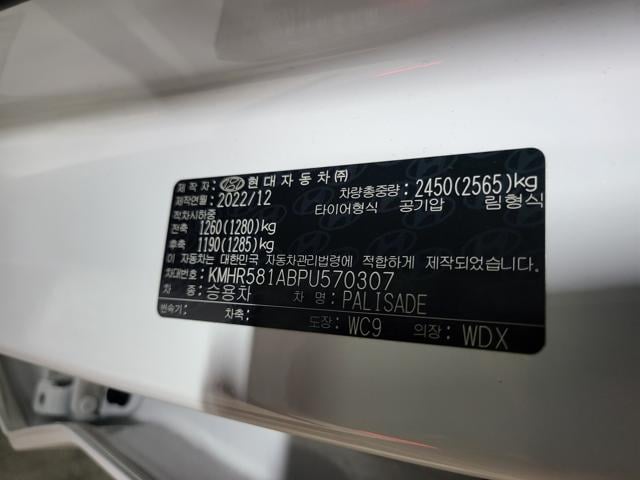 제 작 자: 현대자동차㈜
제작연월: 2022/12 차량총중량: 2450(2565)kg
적차시하중 타이어형식 공기압 림형식
전축 1260(1280)kg
후축 1190(1285)kg
이 자동차는 대한민국 자동차관리법령에 적합하게 제작되었습니다.
차대번호: KMHR581ABPU570307
차 종: 승용차 차 명: PALISADE
변속기: 차축: 도장: WC9 의장: WDX